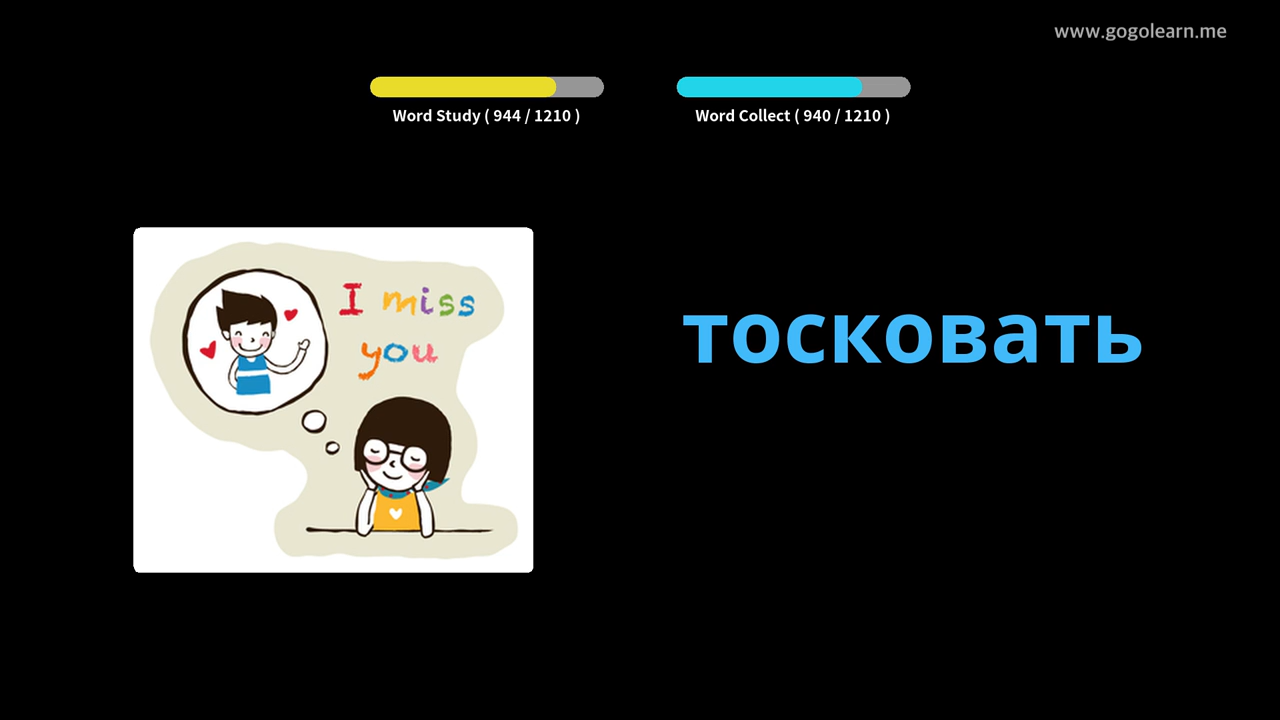 www.gogolearn.me
Word Study ( 944 / 1210 )
Word Collect ( 940 / 1210 )
I miss
you
тосковать